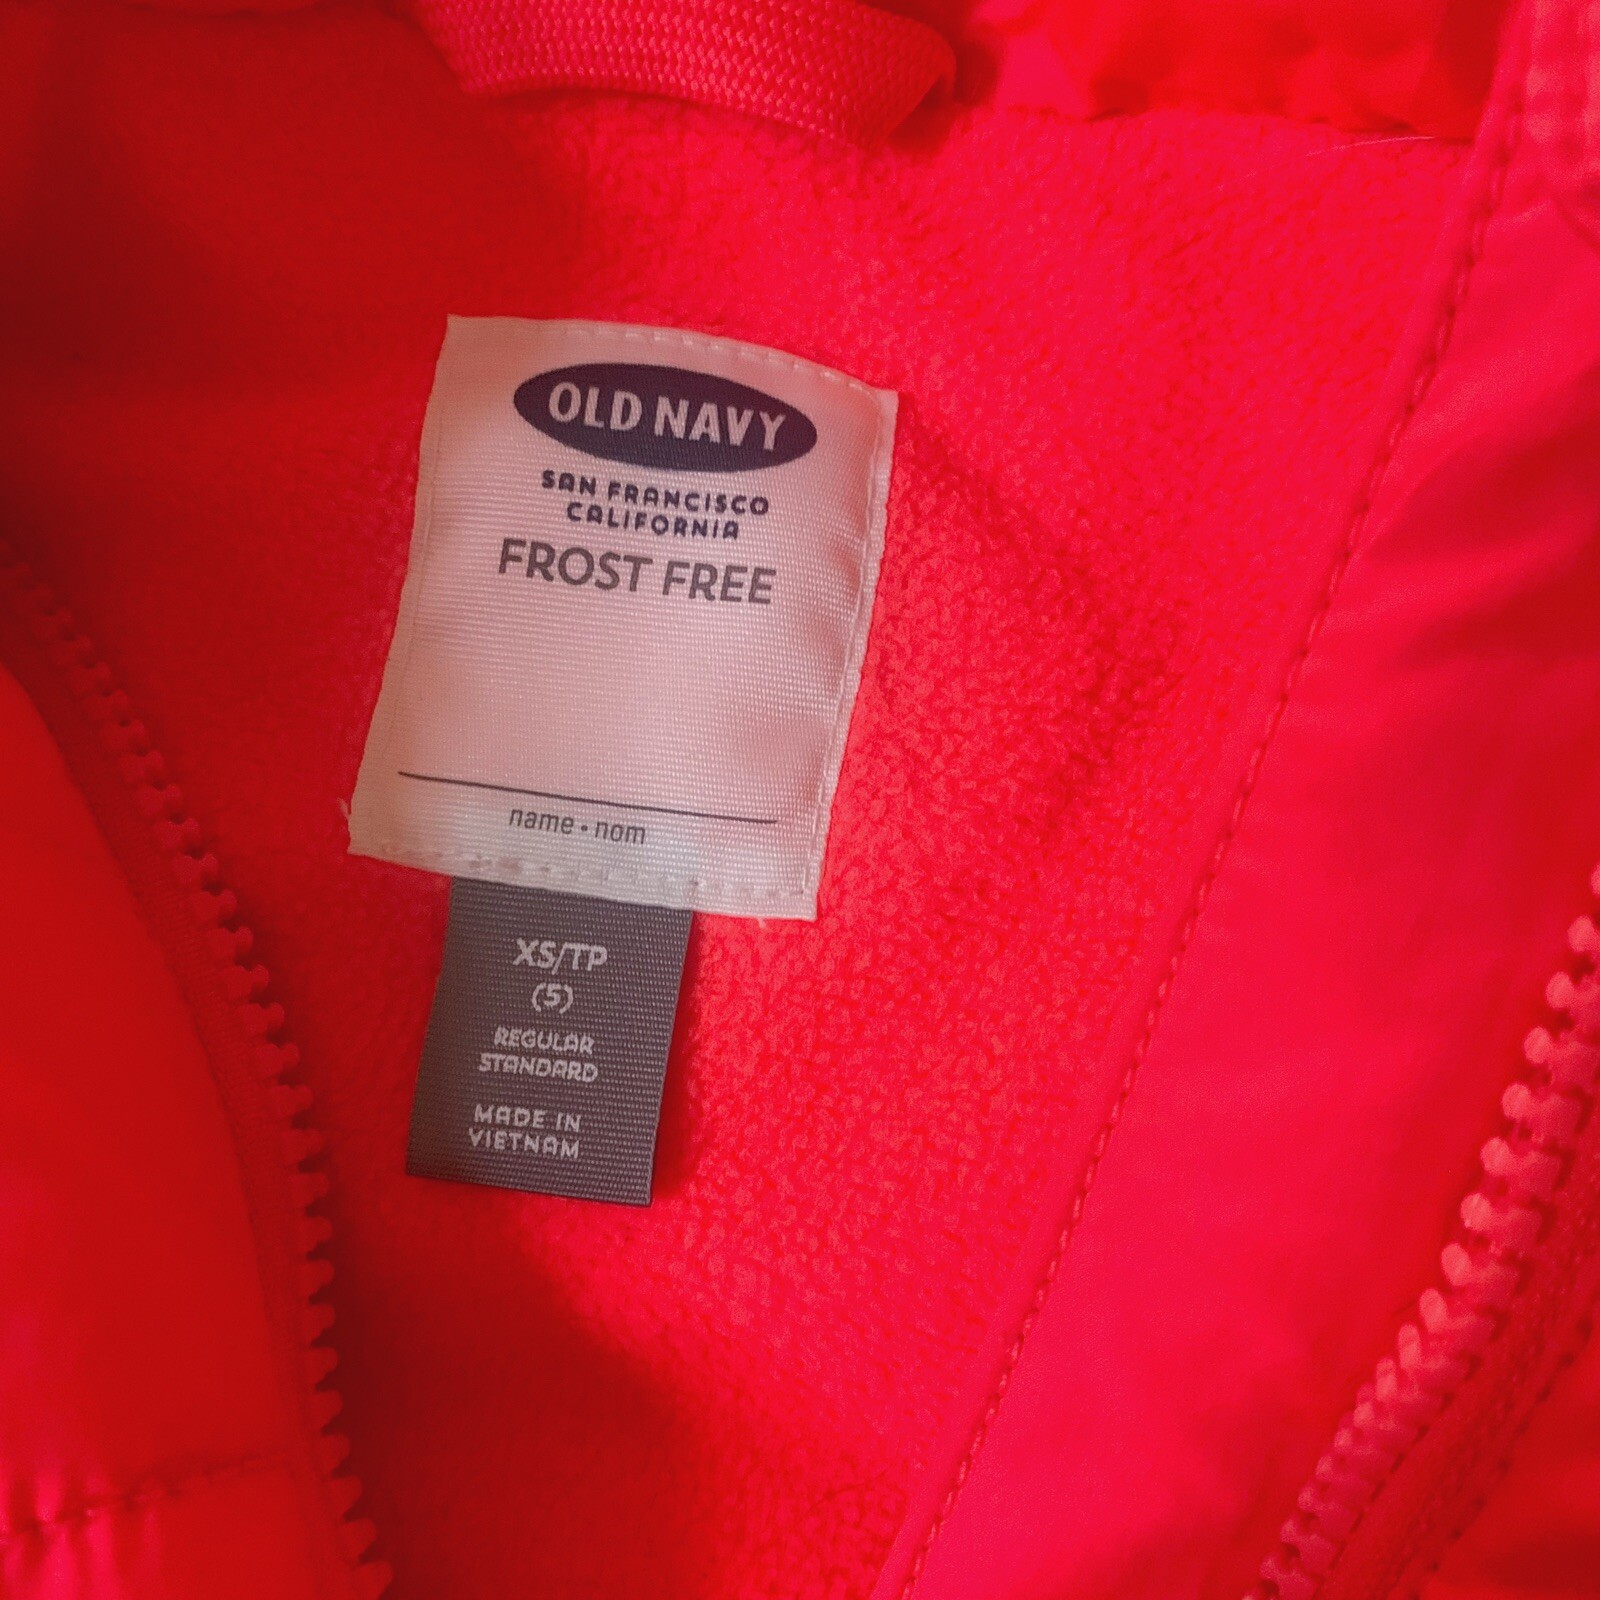 OLD NAVY
SAN FRANCISCO
CALIFORNIA
FROST FREE
name • nom
XS/TP
(5)
REGULAR
STANDARD
MADE IN
VIETNAM